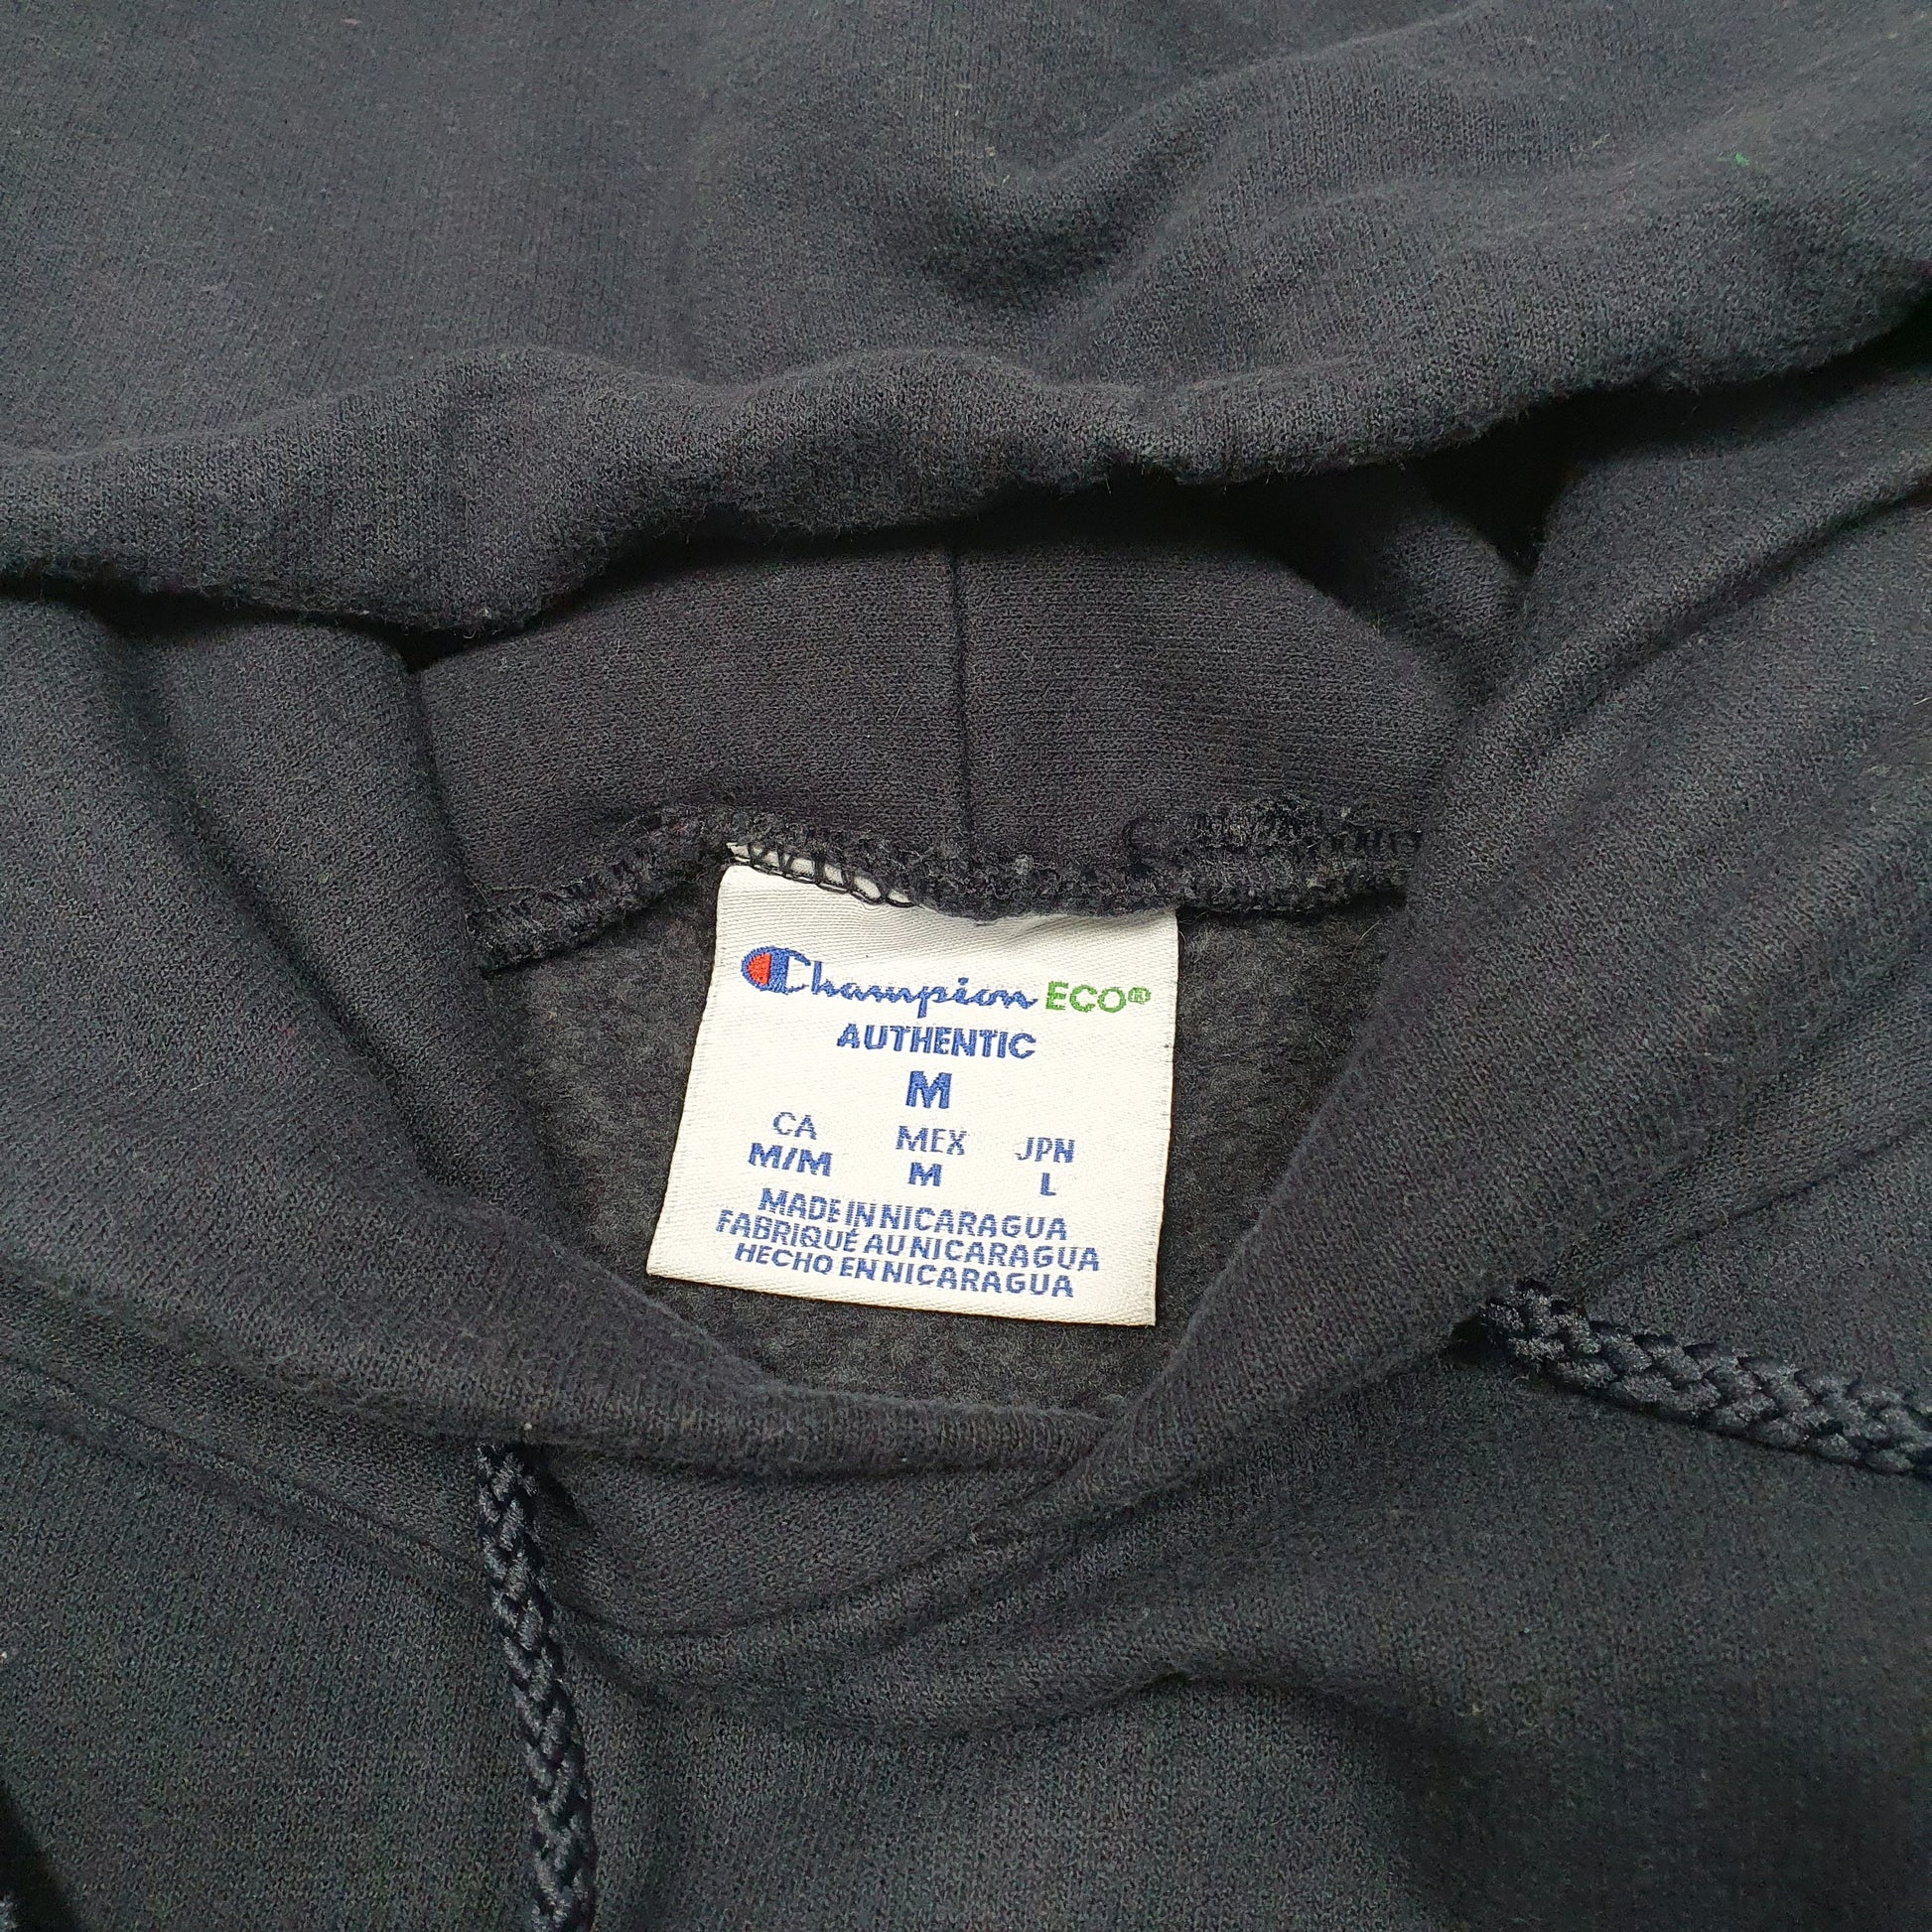 Champion ECO®
AUTHENTIC
M
CA MEX JPN
M/M M L
MADE IN NICARAGUA
FABRIQUÉ AU NICARAGUA
HECHO EN NICARAGUA